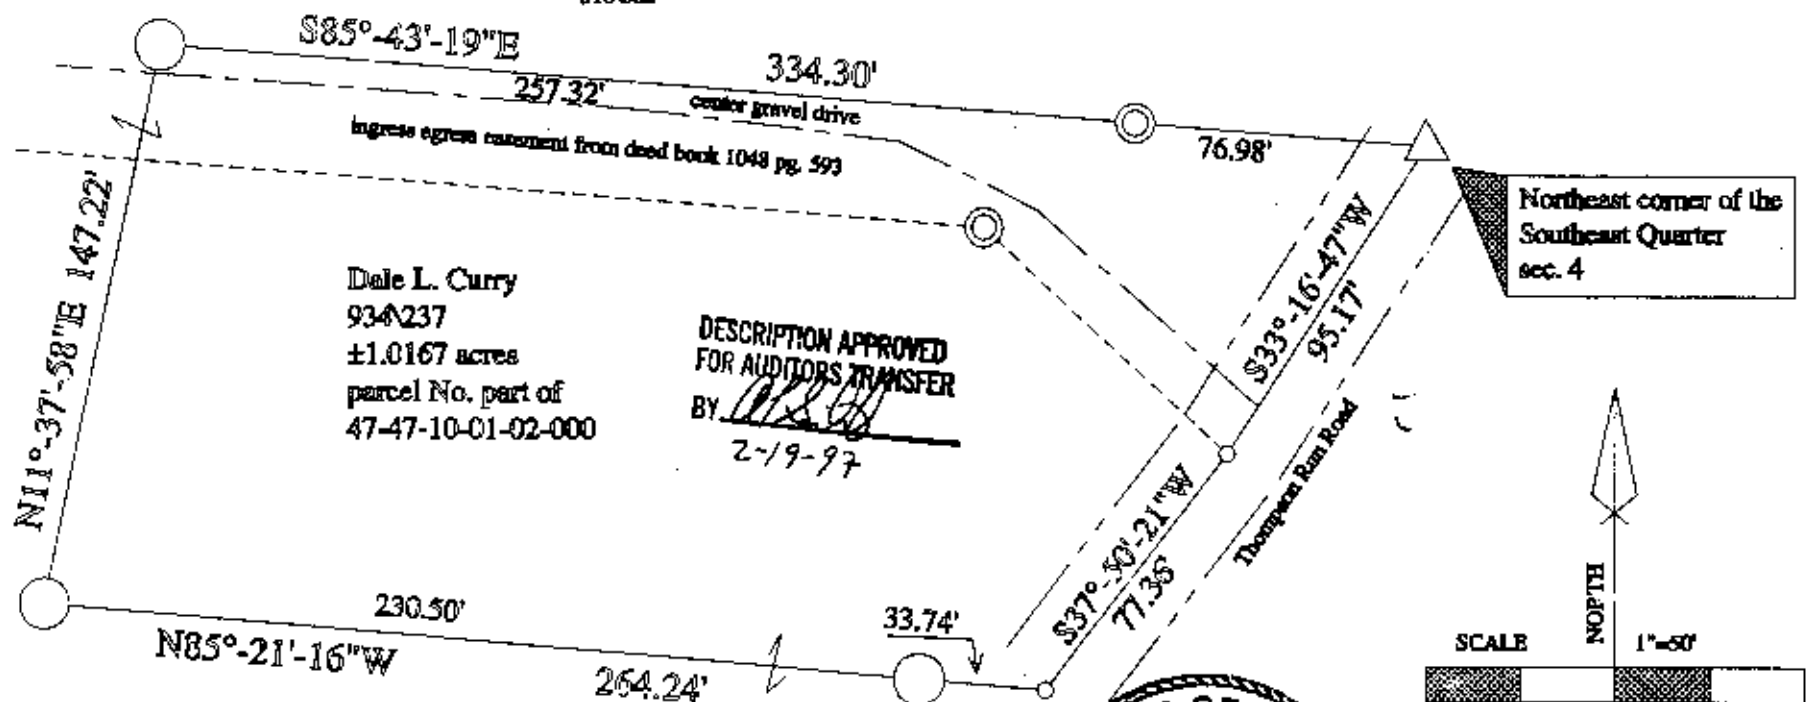 S85°-43'-19"E
334.30'
257.32'
center gravel drive
ingress egress easement from deed book 1048 pg. 593
76.98'
Northeast corner of the
Southeast Quarter
sec. 4
N11°-37'-58"E 147.22'
Dale L. Curry
934\237
±1.0167 acres
parcel No. part of
47-47-10-01-02-000
DESCRIPTION APPROVED
FOR AUDITORS TRANSFER
BY
2-19-97
S33°-16'-47"W
95.17'
S37°-50'-21"W
77.36'
Thompson Run Road
230.50'
N85°-21'-16"W
264.24'
33.74'
NOPTH
SCALE 1"=50'